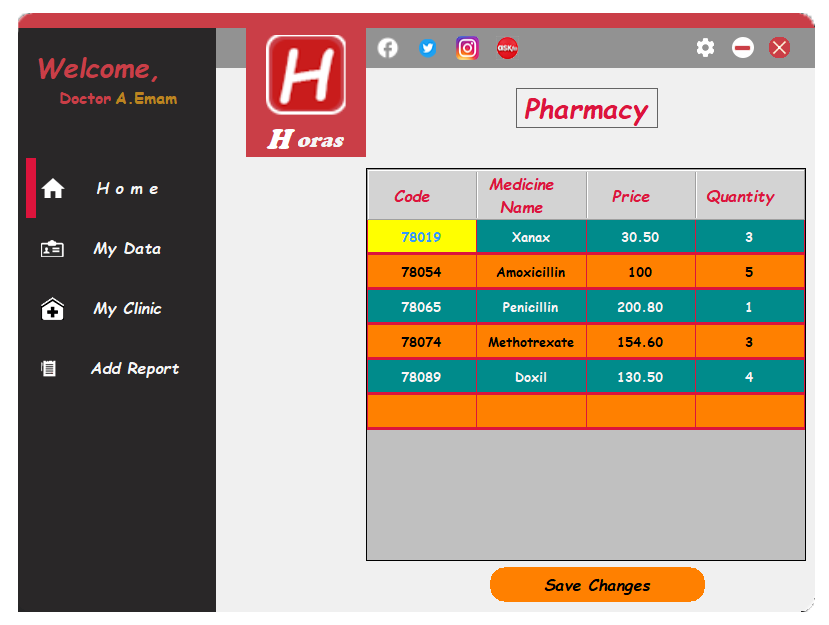 Welcome,
Doctor A.Emam
H o m e
My Data
My Clinic
Add Report
H
H oras
ASKfm
Pharmacy
Code Medicine Name Price Quantity
78019 Xanax 30.50 3
78054 Amoxicillin 100 5
78065 Penicillin 200.80 1
78074 Methotrexate 154.60 3
78089 Doxil 130.50 4
Save Changes